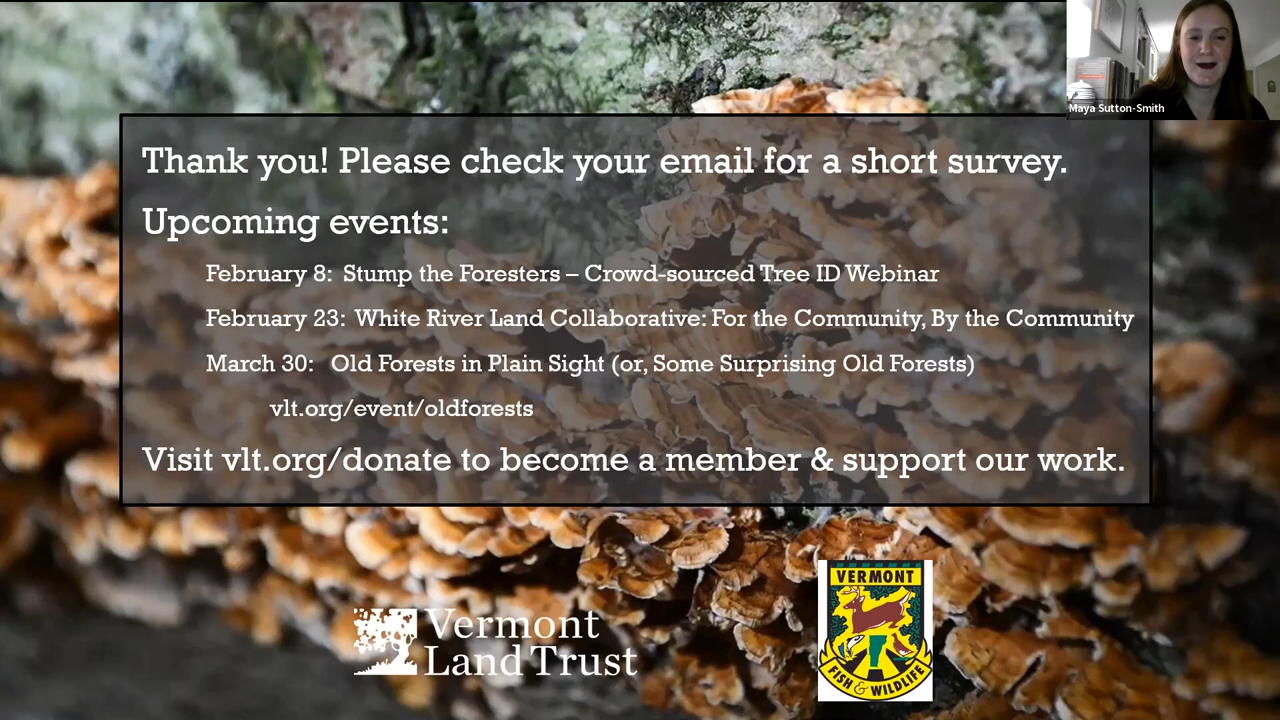 Maya Sutton-Smith
Thank you! Please check your email for a short survey.
Upcoming events:
February 8: Stump the Foresters – Crowd-sourced Tree ID Webinar
February 23: White River Land Collaborative: For the Community, By the Community
March 30: Old Forests in Plain Sight (or, Some Surprising Old Forests)
vlt.org/event/oldforests
Visit vlt.org/donate to become a member & support our work.
Vermont
Land Trust
VERMONT
FISH & WILDLIFE